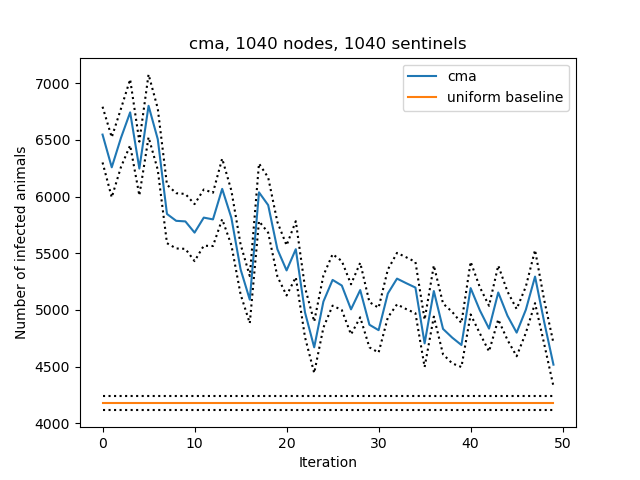 cma, 1040 nodes, 1040 sentinels
cma
uniform baseline
Number of infected animals
7000
6500
6000
5500
5000
4500
4000
0 10 20 30 40 50
Iteration